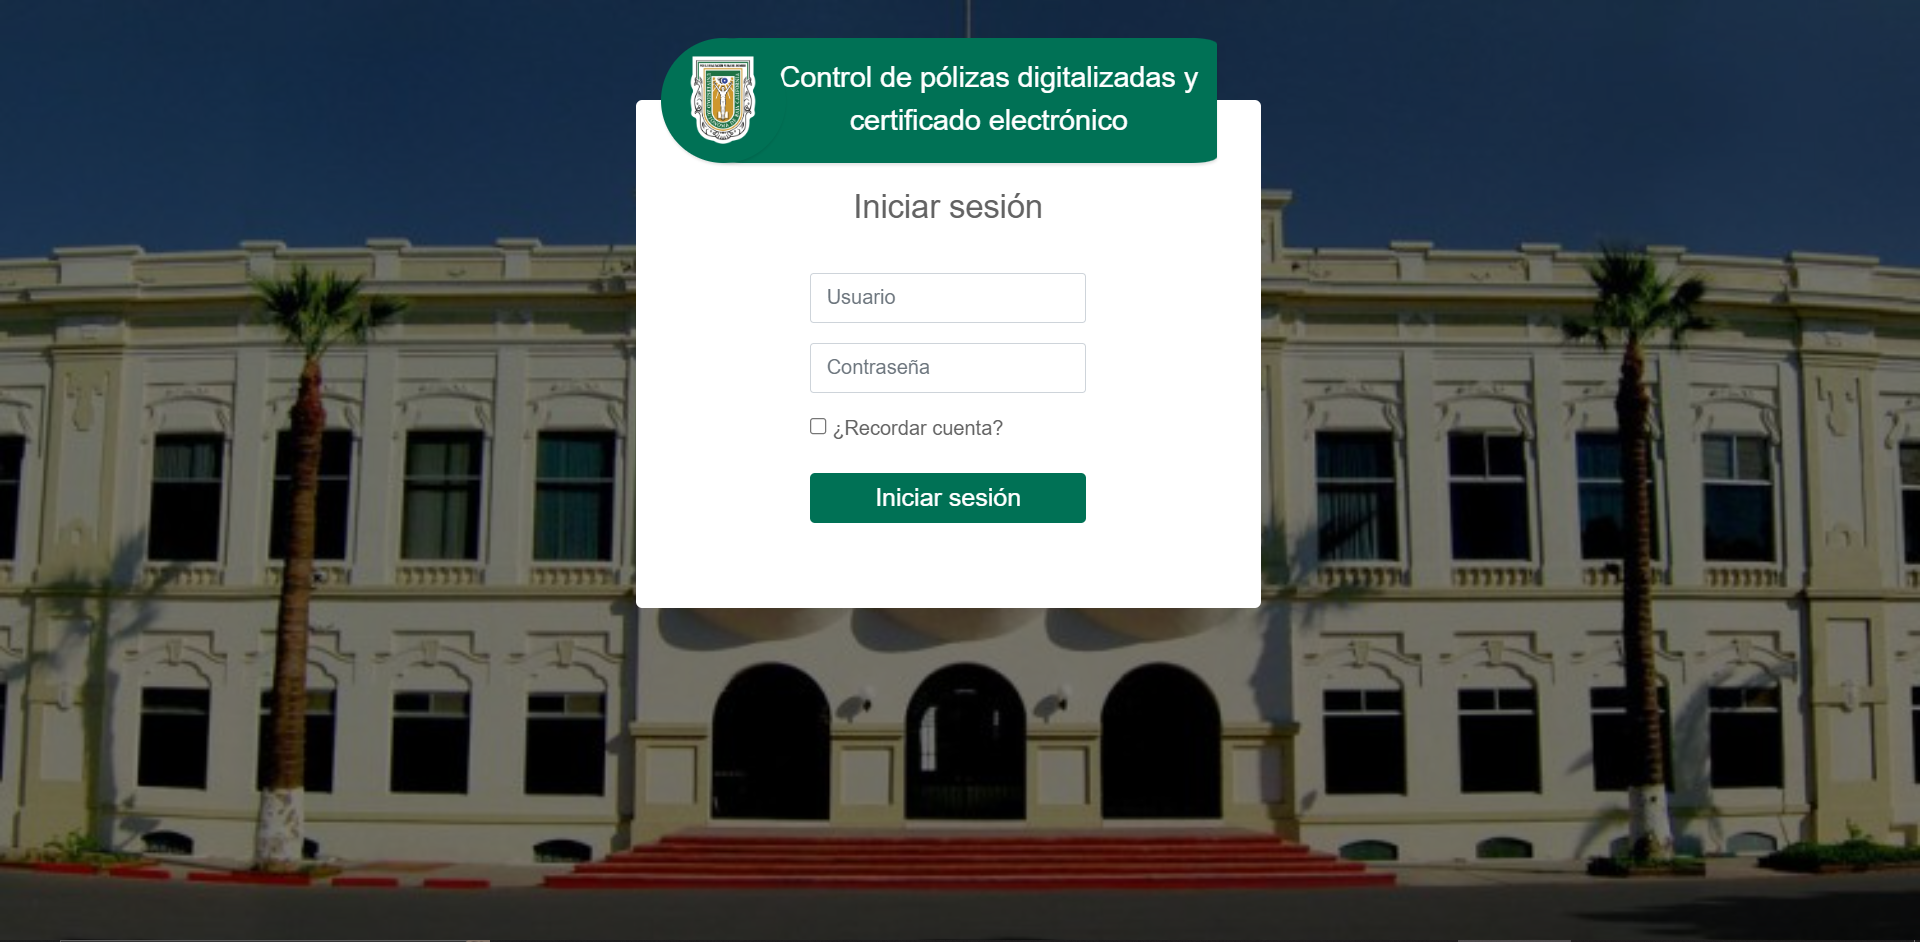 Control de pólizas digitalizadas y
certificado electrónico
Iniciar sesión
Usuario
Contraseña
¿Recordar cuenta?
Iniciar sesión